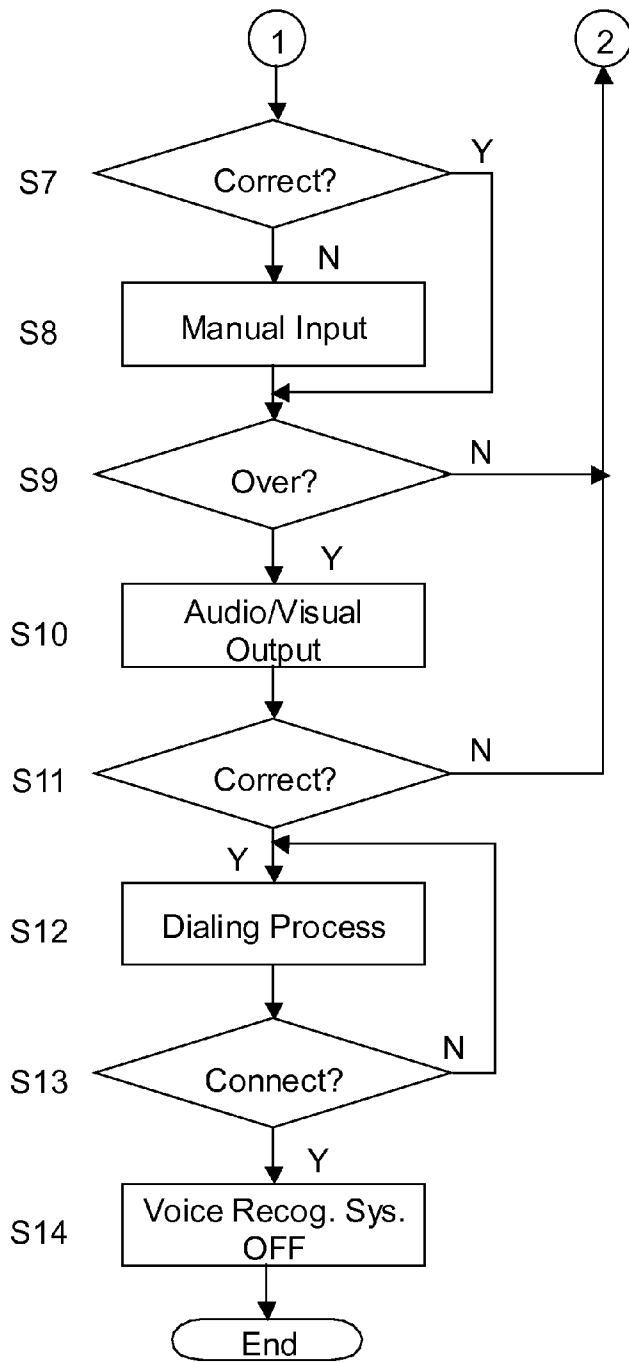 1
2
S7
Correct?
Y
N
S8
Manual Input
S9
Over?
N
Y
S10
Audio/Visual
Output
S11
Correct?
N
Y
S12
Dialing Process
S13
Connect?
N
Y
S14
Voice Recog. Sys.
OFF
End